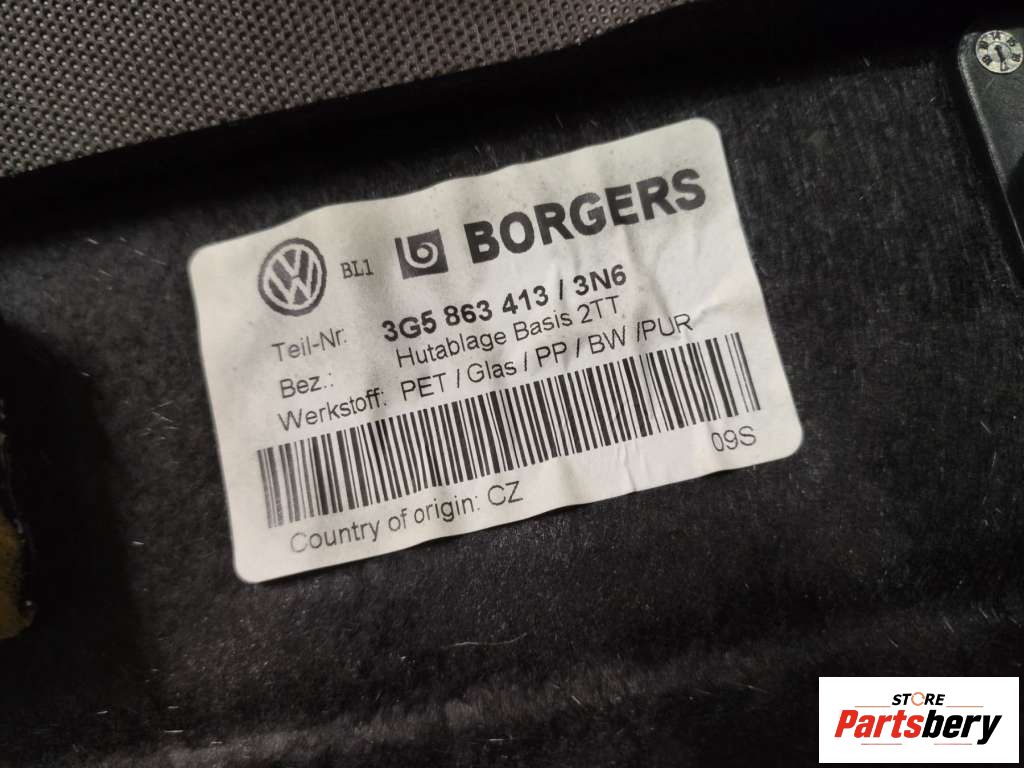 BL1 BORGERS
Teil-Nr. 3G5 863 413 / 3N6
Bez.: Hutablage Basis 2TT
Werkstoff: PET / Glas / PP / BW /PUR
09S
Country of origin: CZ
STORE
Partsbery